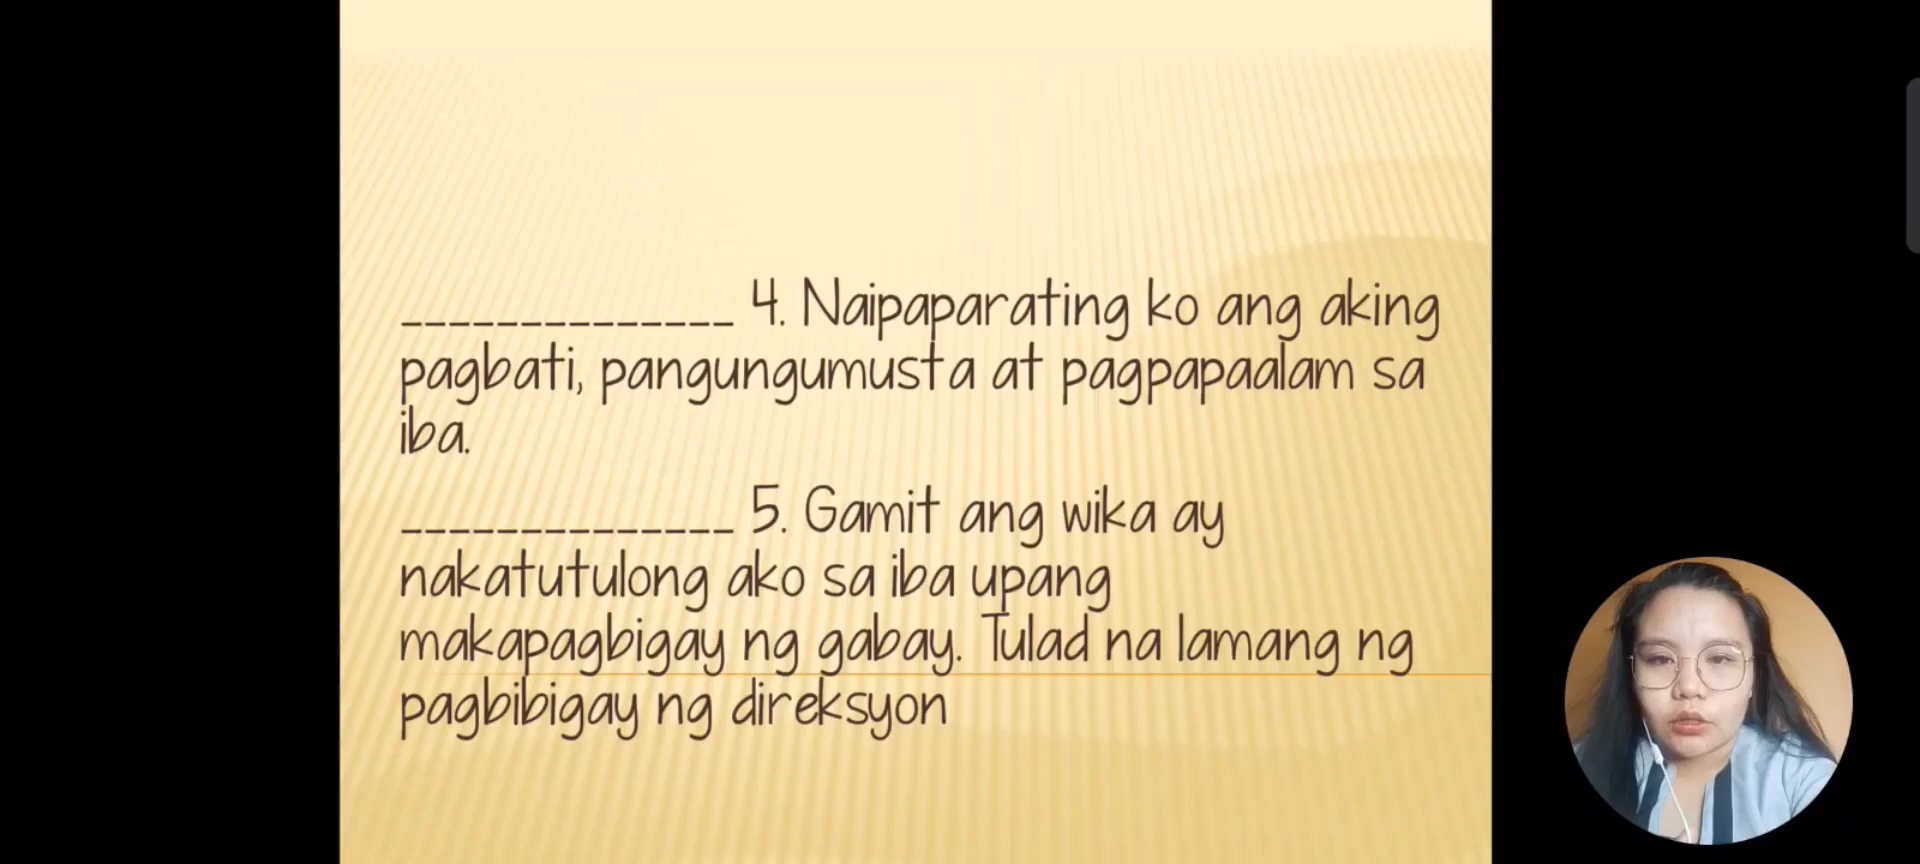 ______________ 4. Naipaparating ko ang aking
pagbati, pangungumusta at pagpapaalam sa
iba.
______________ 5. Gamit ang wika ay
nakatutulong ako sa iba upang
makapagbigay ng gabay. Tulad na lamang ng
pagbibigay ng direksyon